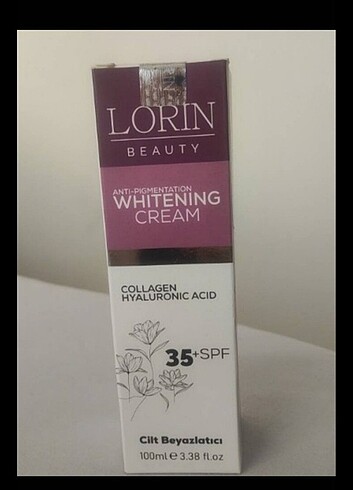 LORIN
BEAUTY
ANTI-PIGMENTATION
WHITENING
CREAM
COLLAGEN
HYALURONIC ACID
35+SPF
Cilt Beyazlatıcı
100ml ℮ 3.38 fl.oz